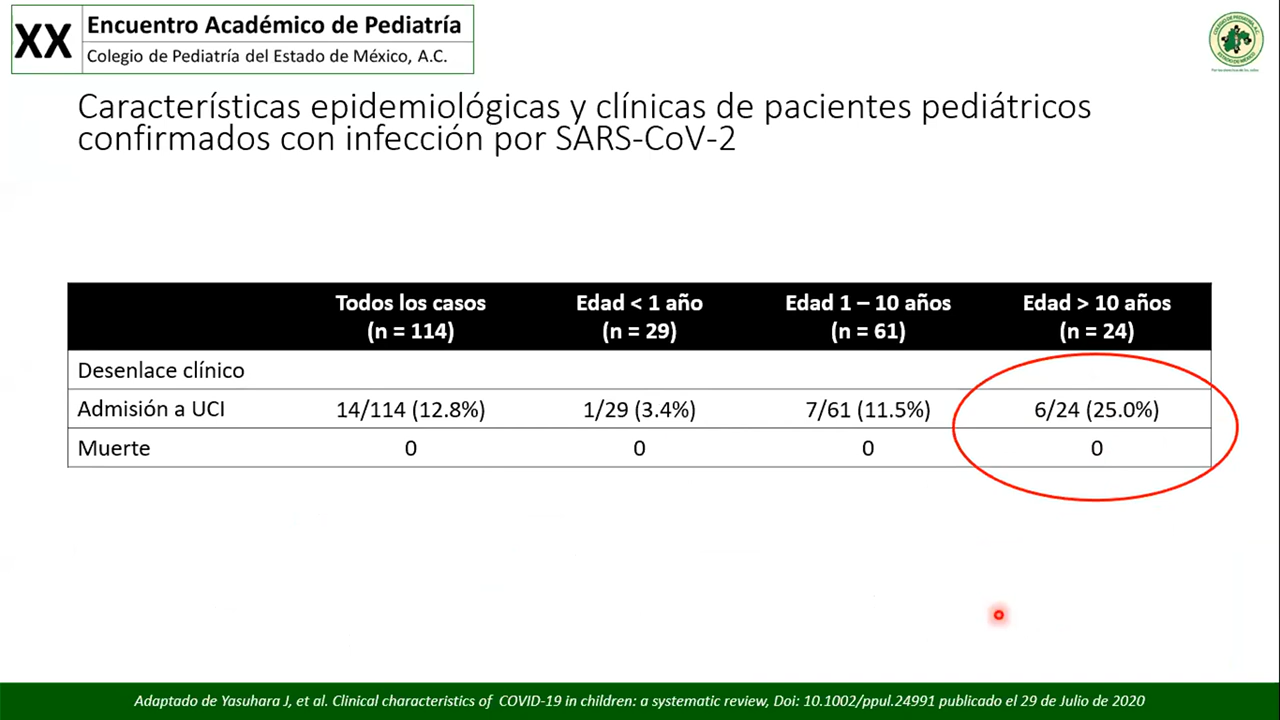 XX
Encuentro Académico de Pediatría
Colegio de Pediatría del Estado de México, A.C.
Características epidemiológicas y clínicas de pacientes pediátricos
confirmados con infección por SARS-CoV-2
Todos los casos (n = 114) Edad < 1 año (n = 29) Edad 1 – 10 años (n = 61) Edad > 10 años (n = 24)
Desenlace clínico
Admisión a UCI 14/114 (12.8%) 1/29 (3.4%) 7/61 (11.5%) 6/24 (25.0%)
Muerte 0 0 0 0
Adaptado de Yasuhara J, et al. Clinical characteristics of COVID-19 in children: a systematic review, Doi: 10.1002/ppul.24991 publicado el 29 de Julio de 2020